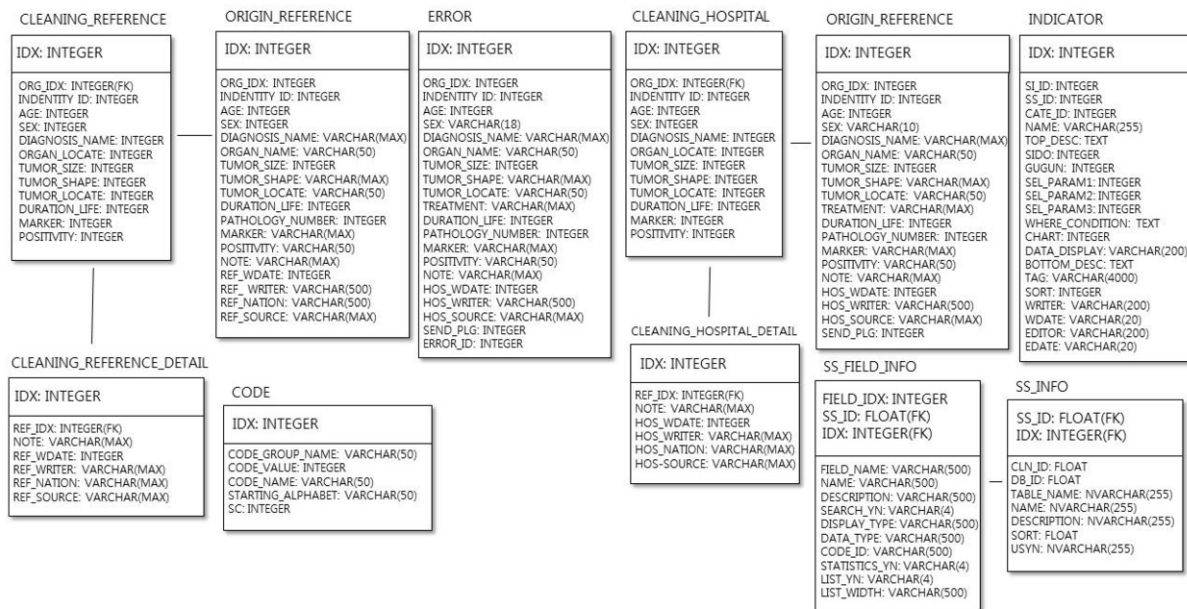 CLEANING_REFERENCE
IDX: INTEGER
ORG_IDX: INTEGER(FK)
INDENTITY ID: INTEGER
AGE: INTEGER
SEX: INTEGER
DIAGNOSIS_NAME: INTEGER
ORGAN_LOCATE: INTEGER
TUMOR_SIZE: INTEGER
TUMOR_SHAPE: INTEGER
TUMOR_LOCATE: INTEGER
DURATION_LIFE: INTEGER
MARKER: INTEGER
POSITIVITY: INTEGER
ORIGIN_REFERENCE
IDX: INTEGER
ORG_IDX: INTEGER
INDENTITY ID: INTEGER
AGE: INTEGER
SEX: INTEGER
DIAGNOSIS_NAME: VARCHAR(MAX)
ORGAN_NAME: VARCHAR(50)
TUMOR_SIZE: INTEGER
TUMOR_SHAPE: VARCHAR(MAX)
TUMOR_LOCATE: VARCHAR(50)
DURATION_LIFE: INTEGER
PATHOLOGY_NUMBER: INTEGER
MARKER: VARCHAR(MAX)
POSITIVITY: VARCHAR(50)
NOTE: VARCHAR(MAX)
REF_WDATE: INTEGER
REF_ WRITER: VARCHAR(500)
REF_NATION: VARCHAR(500)
REF_SOURCE: VARCHAR(MAX)
ERROR
IDX: INTEGER
ORG_IDX: INTEGER
INDENTITY ID: INTEGER
AGE: INTEGER
SEX: VARCHAR(18)
DIAGNOSIS_NAME: VARCHAR(MAX)
ORGAN_NAME: VARCHAR(50)
TUMOR_SIZE: INTEGER
TUMOR_SHAPE: VARCHAR(MAX)
TUMOR_LOCATE: VARCHAR(50)
TREATMENT: VARCHAR(MAX)
DURATION_LIFE: INTEGER
PATHOLOGY_NUMBER: INTEGER
MARKER: VARCHAR(MAX)
POSITIVITY: VARCHAR(50)
NOTE: VARCHAR(MAX)
HOS_WDATE: INTEGER
HOS_WRITER: VARCHAR(500)
HOS_SOURCE: VARCHAR(MAX)
SEND_PLG: INTEGER
ERROR_ID: INTEGER
CLEANING_HOSPITAL
IDX: INTEGER
ORG_IDX: INTEGER(FK)
INDENTITY ID: INTEGER
AGE: INTEGER
SEX: INTEGER
DIAGNOSIS_NAME: INTEGER
ORGAN_LOCATE: INTEGER
TUMOR_SIZE: INTEGER
TUMOR_SHAPE: INTEGER
TUMOR_LOCATE: INTEGER
DURATION_LIFE: INTEGER
MARKER: INTEGER
POSITIVITY: INTEGER
ORIGIN_REFERENCE
IDX: INTEGER
ORG_IDX: INTEGER
INDENTITY ID: INTEGER
AGE: INTEGER
SEX: VARCHAR(10)
DIAGNOSIS_NAME: VARCHAR(MAX)
ORGAN_NAME: VARCHAR(50)
TUMOR_SIZE: INTEGER
TUMOR_SHAPE: VARCHAR(MAX)
TUMOR_LOCATE: VARCHAR(50)
TREATMENT: VARCHAR(MAX)
DURATION_LIFE: INTEGER
PATHOLOGY_NUMBER: INTEGER
MARKER: VARCHAR(MAX)
POSITIVITY: VARCHAR(50)
NOTE: VARCHAR(MAX)
HOS_WDATE: INTEGER
HOS_WRITER: VARCHAR(500)
HOS_SOURCE: VARCHAR(MAX)
SEND_PLG: INTEGER
INDICATOR
IDX: INTEGER
SI_ID: INTEGER
SS_ID: INTEGER
CATE_ID: INTEGER
NAME: VARCHAR(255)
TOP_DESC: TEXT
SIDO: INTEGER
GUGUN: INTEGER
SEL_PARAM1: INTEGER
SEL_PARAM2: INTEGER
SEL_PARAM3: INTEGER
WHERE_CONDITION: TEXT
CHART: INTEGER
DATA_DISPLAY: VARCHAR(200)
BOTTOM_DESC: TEXT
TAG: VARCHAR(4000)
SORT: INTEGER
WRITER: VARCHAR(200)
WDATE: VARCHAR(20)
EDITOR: VARCHAR(200)
EDATE: VARCHAR(20)
CLEANING_REFERENCE_DETAIL
IDX: INTEGER
REF_IDX: INTEGER(FK)
NOTE: VARCHAR(MAX)
REF_WDATE: INTEGER
REF_WRITER: VARCHAR(MAX)
REF_NATION: VARCHAR(MAX)
REF_SOURCE: VARCHAR(MAX)
CODE
IDX: INTEGER
CODE_GROUP_NAME: VARCHAR(50)
CODE_VALUE: INTEGER
CODE_NAME: VARCHAR(50)
STARTING_ALPHABET: VARCHAR(50)
SC: INTEGER
CLEANING_HOSPITAL_DETAIL
IDX: INTEGER
REF_IDX: INTEGER(FK)
NOTE: VARCHAR(MAX)
HOS_WDATE: INTEGER
HOS_WRITER: VARCHAR(MAX)
HOS_NATION: VARCHAR(MAX)
HOS-SOURCE: VARCHAR(MAX)
SS_FIELD_INFO
FIELD_IDX: INTEGER
SS_ID: FLOAT(FK)
IDX: INTEGER(FK)
FIELD_NAME: VARCHAR(500)
NAME: VARCHAR(500)
DESCRIPTION: VARCHAR(500)
SEARCH_YN: VARCHAR(4)
DISPLAY_TYPE: VARCHAR(500)
DATA_TYPE: VARCHAR(500)
CODE_ID: VARCHAR(500)
STATISTICS_YN: VARCHAR(4)
LIST_YN: VARCHAR(4)
LIST_WIDTH: VARCHAR(500)
SS_INFO
SS_ID: FLOAT(FK)
IDX: INTEGER(FK)
CLN_ID: FLOAT
DB_ID: FLOAT
TABLE_NAME: NVARCHAR(255)
NAME: NVARCHAR(255)
DESCRIPTION: NVARCHAR(255)
SORT: FLOAT
USYN: NVARCHAR(255)